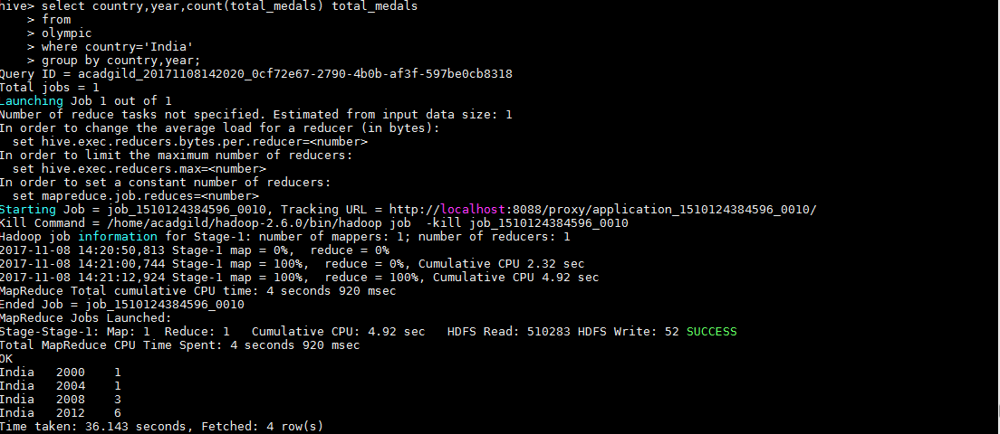 hive> select country,year,count(total_medals) total_medals
    > from
    > olympic
    > where country='India'
    > group by country,year;
Query ID = acadgild_20171108142020_0cf72e67-2790-4b0b-af3f-597be0cb8318
Total jobs = 1
Launching Job 1 out of 1
Number of reduce tasks not specified. Estimated from input data size: 1
In order to change the average load for a reducer (in bytes):
  set hive.exec.reducers.bytes.per.reducer=<number>
In order to limit the maximum number of reducers:
  set hive.exec.reducers.max=<number>
In order to set a constant number of reducers:
  set mapreduce.job.reduces=<number>
Starting Job = job_1510124384596_0010, Tracking URL = http://localhost:8088/proxy/application_1510124384596_0010/
Kill Command = /home/acadgild/hadoop-2.6.0/bin/hadoop job  -kill job_1510124384596_0010
Hadoop job information for Stage-1: number of mappers: 1; number of reducers: 1
2017-11-08 14:20:50,813 Stage-1 map = 0%,  reduce = 0%
2017-11-08 14:21:00,744 Stage-1 map = 100%,  reduce = 0%, Cumulative CPU 2.32 sec
2017-11-08 14:21:12,924 Stage-1 map = 100%,  reduce = 100%, Cumulative CPU 4.92 sec
MapReduce Total cumulative CPU time: 4 seconds 920 msec
Ended Job = job_1510124384596_0010
MapReduce Jobs Launched:
Stage-Stage-1: Map: 1  Reduce: 1   Cumulative CPU: 4.92 sec   HDFS Read: 510283 HDFS Write: 52 SUCCESS
Total MapReduce CPU Time Spent: 4 seconds 920 msec
OK
India   2000    1
India   2004    1
India   2008    3
India   2012    6
Time taken: 36.143 seconds, Fetched: 4 row(s)